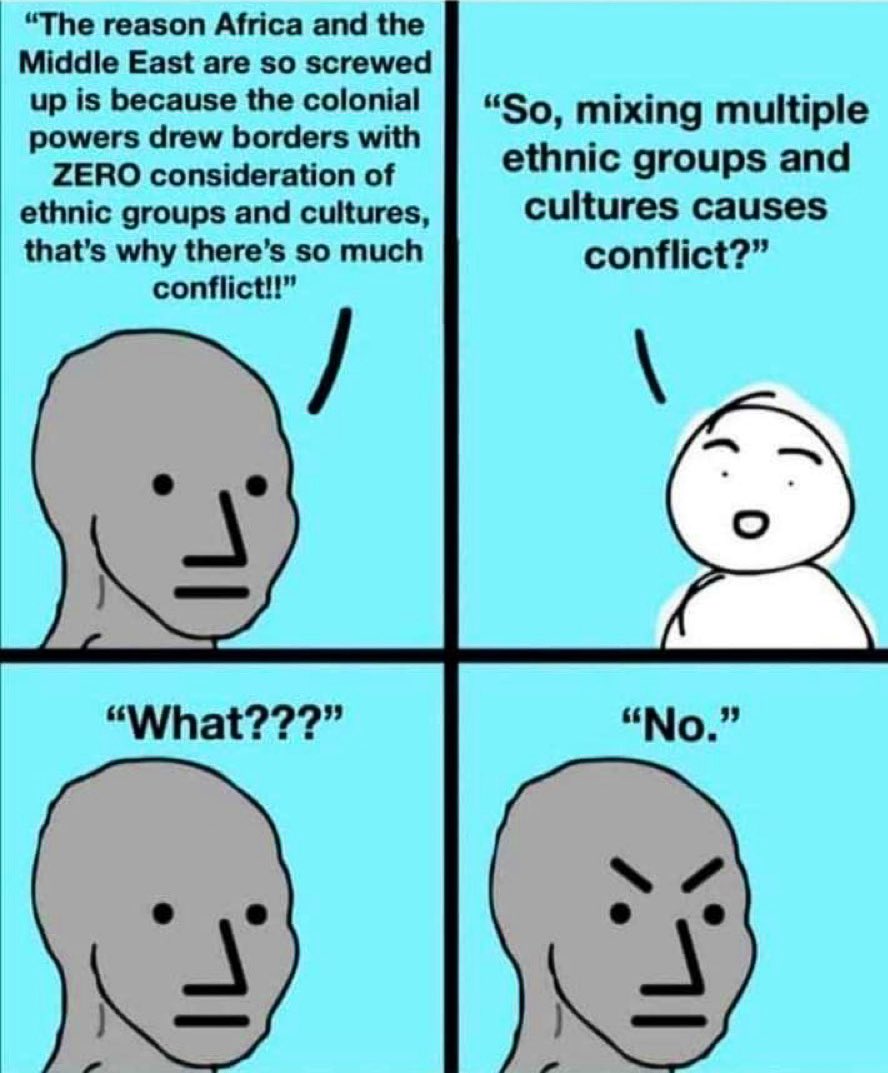 “The reason Africa and the
Middle East are so screwed
up is because the colonial
powers drew borders with
ZERO consideration of
ethnic groups and cultures,
that’s why there’s so much
conflict!!”
“So, mixing multiple
ethnic groups and
cultures causes
conflict?”
“What???”
“No.”